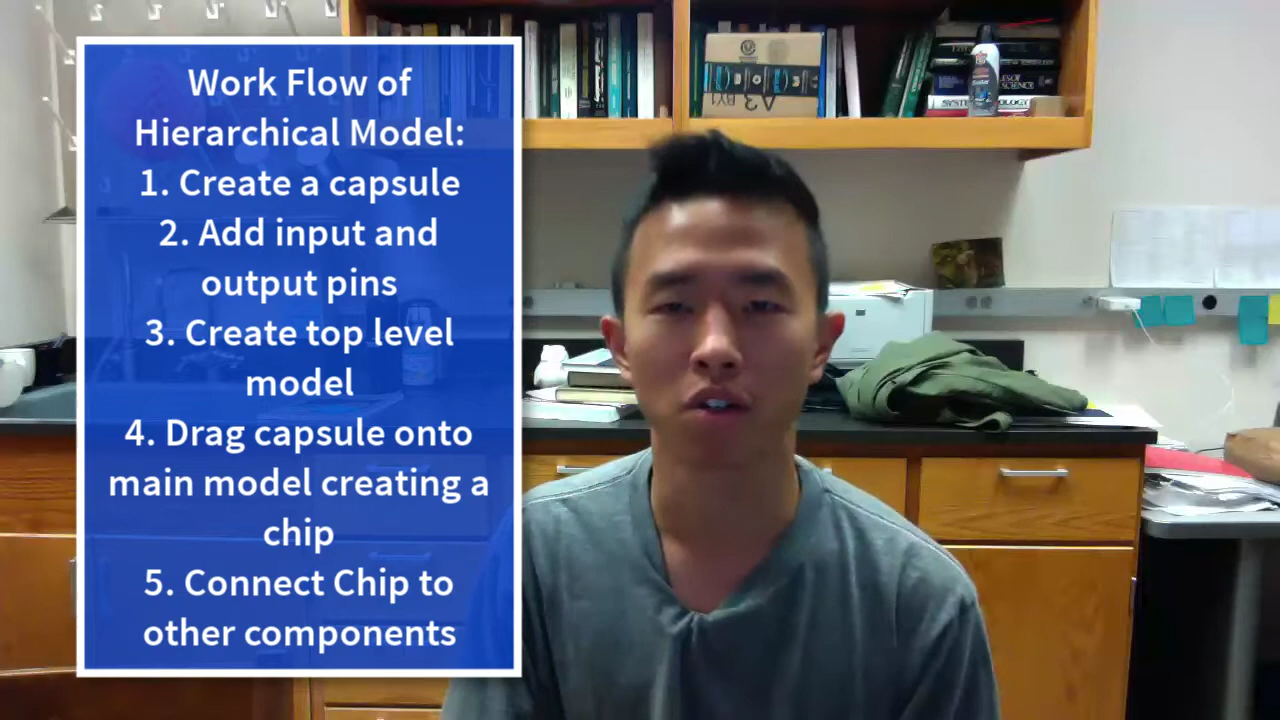 Work Flow of
Hierarchical Model:
1. Create a capsule
2. Add input and
output pins
3. Create top level
model
4. Drag capsule onto
main model creating a
chip
5. Connect Chip to
other components